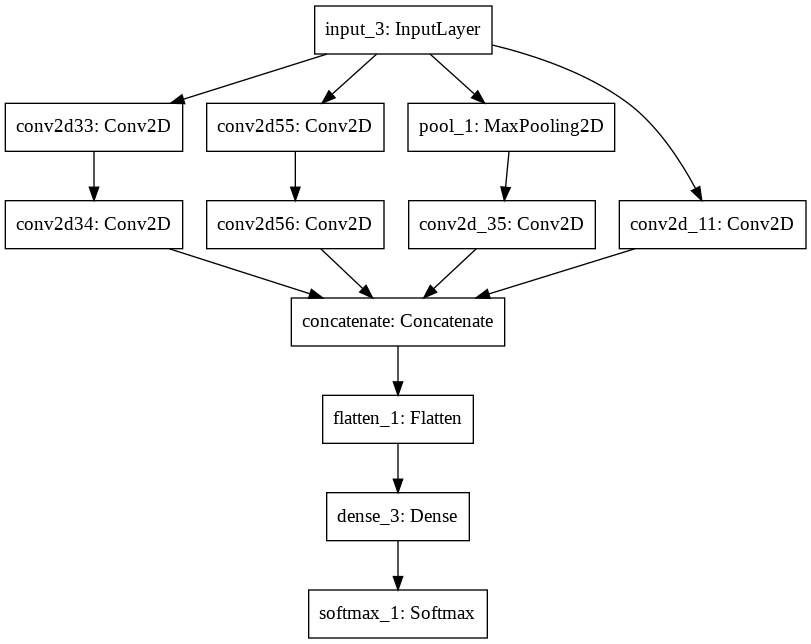 input_3: InputLayer
conv2d33: Conv2D
conv2d55: Conv2D
pool_1: MaxPooling2D
conv2d34: Conv2D
conv2d56: Conv2D
conv2d_35: Conv2D
conv2d_11: Conv2D
concatenate: Concatenate
flatten_1: Flatten
dense_3: Dense
softmax_1: Softmax